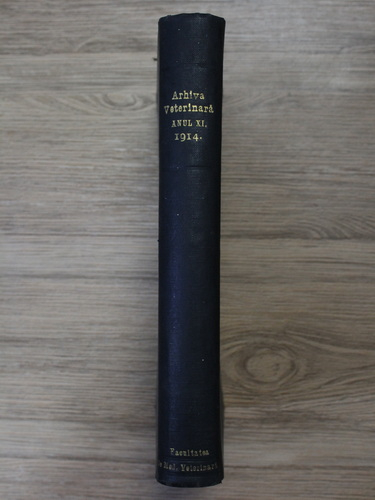 Arhiva
Veterinară
ANUL XI.
1914.
Facultatea
Med. Veterinară